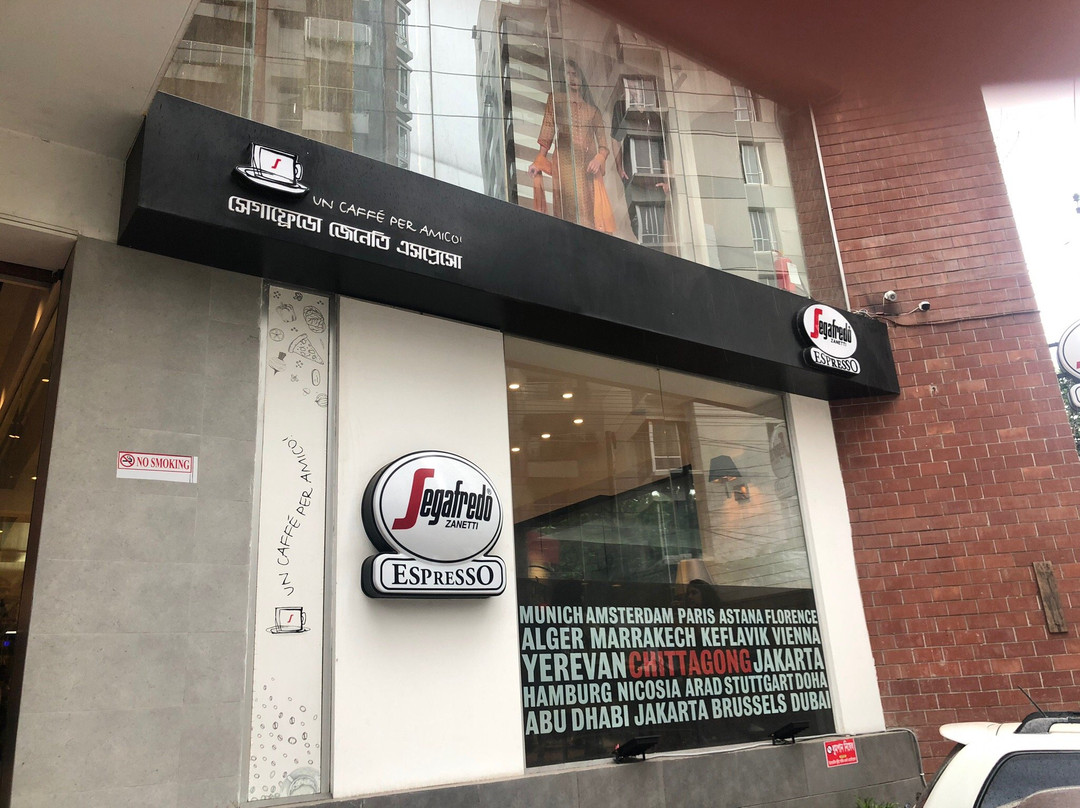 UN CAFFÉ PER AMICO'
সেগাফ্রেডো জেনেতি এসপ্রেসো
Segafredo
ZANETTI
ESPRESSO
NO SMOKING
UN CAFFÉ PER AMICO'
Segafredo
ZANETTI
ESPRESSO
MUNICH AMSTERDAM PARIS ASTANA FLORENCE
ALGER MARRAKECH KEFLAVIK VIENNA
YEREVAN CHITTAGONG JAKARTA
HAMBURG NICOSIA ARAD STUTTGART DOHA
ABU DHABI JAKARTA BRUSSELS DUBAI
ধূমপান নিষেধ